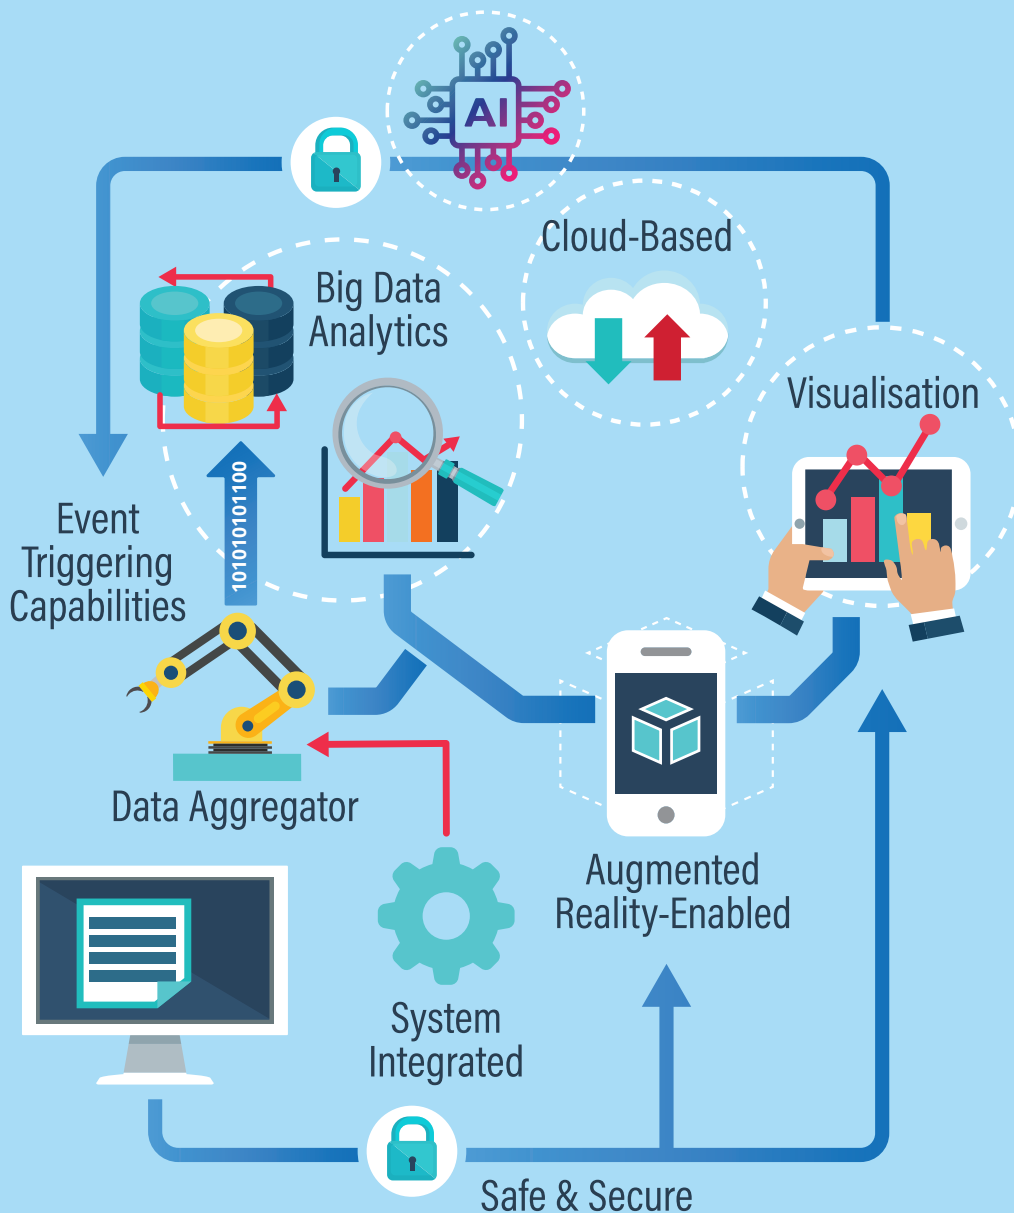 AI
Cloud-Based
Big Data
Analytics
Visualisation
Event
Triggering
Capabilities
101010101100
Data Aggregator
Augmented
Reality-Enabled
System
Integrated
Safe & Secure